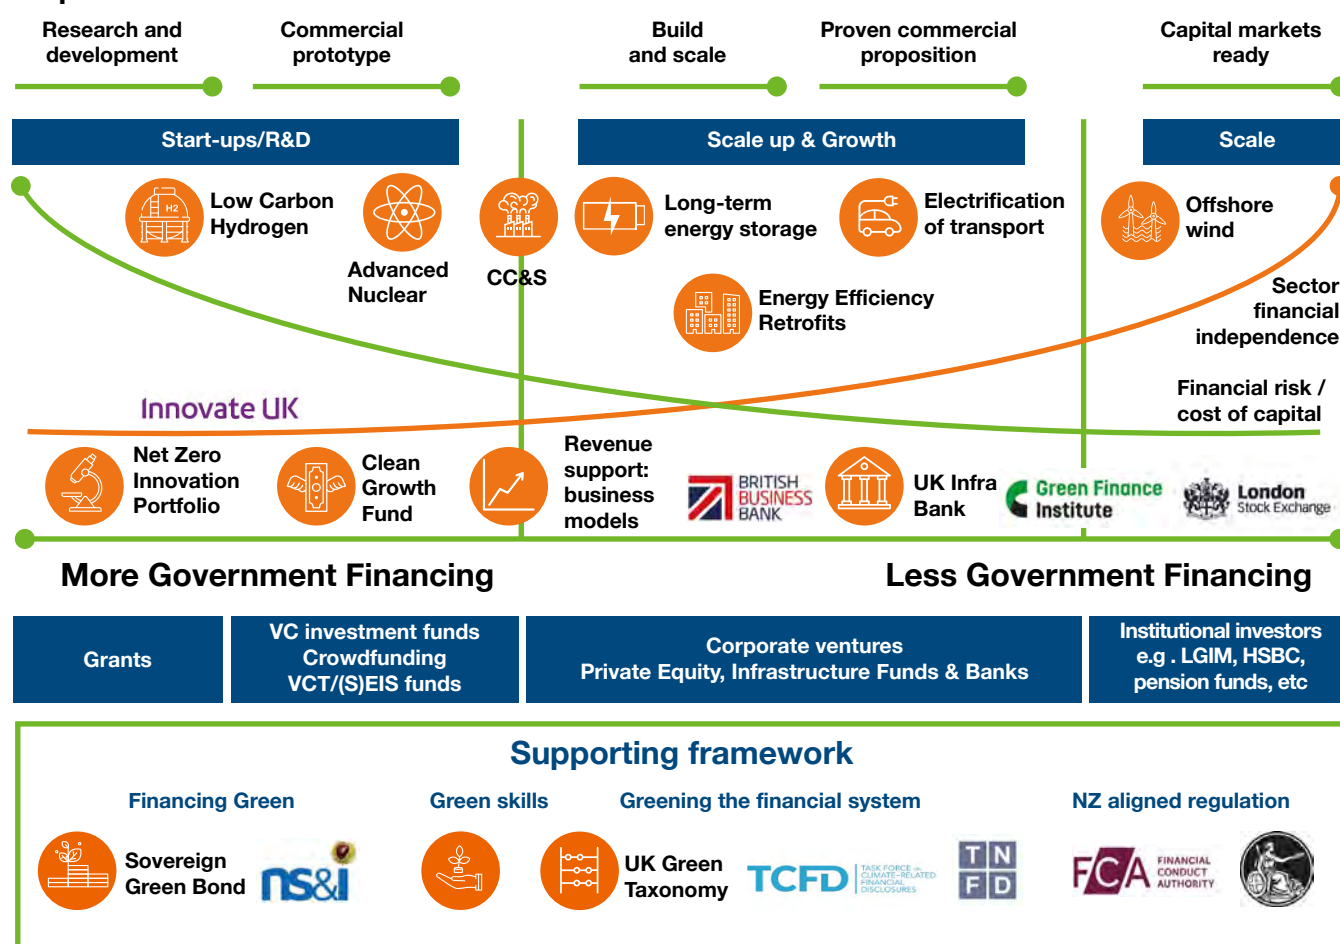 Research and
development
Commercial
prototype
Build
and scale
Proven commercial
proposition
Capital markets
ready
Start-ups/R&D
Scale up & Growth
Scale
H2
Low Carbon
Hydrogen
Advanced
Nuclear
CC&S
Long-term
energy storage
Electrification
of transport
Energy Efficiency
Retrofits
Offshore
wind
Sector
financial
independence
Financial risk /
cost of capital
Innovate UK
Net Zero
Innovation
Portfolio
Clean
Growth
Fund
Revenue
support:
business
models
BRITISH
BUSINESS
BANK
UK Infra
Bank
Green Finance
Institute
London
Stock Exchange
More Government Financing
Less Government Financing
Grants
VC investment funds
Crowdfunding
VCT/(S)EIS funds
Corporate ventures
Private Equity, Infrastructure Funds & Banks
Institutional investors
e.g . LGIM, HSBC,
pension funds, etc
Supporting framework
Financing Green
Green skills
Greening the financial system
NZ aligned regulation
Sovereign
Green Bond
ns&i
UK Green
Taxonomy
TCFD
TASK FORCE ON
CLIMATE-RELATED
FINANCIAL
DISCLOSURES
TN
FD
FCA
FINANCIAL
CONDUCT
AUTHORITY